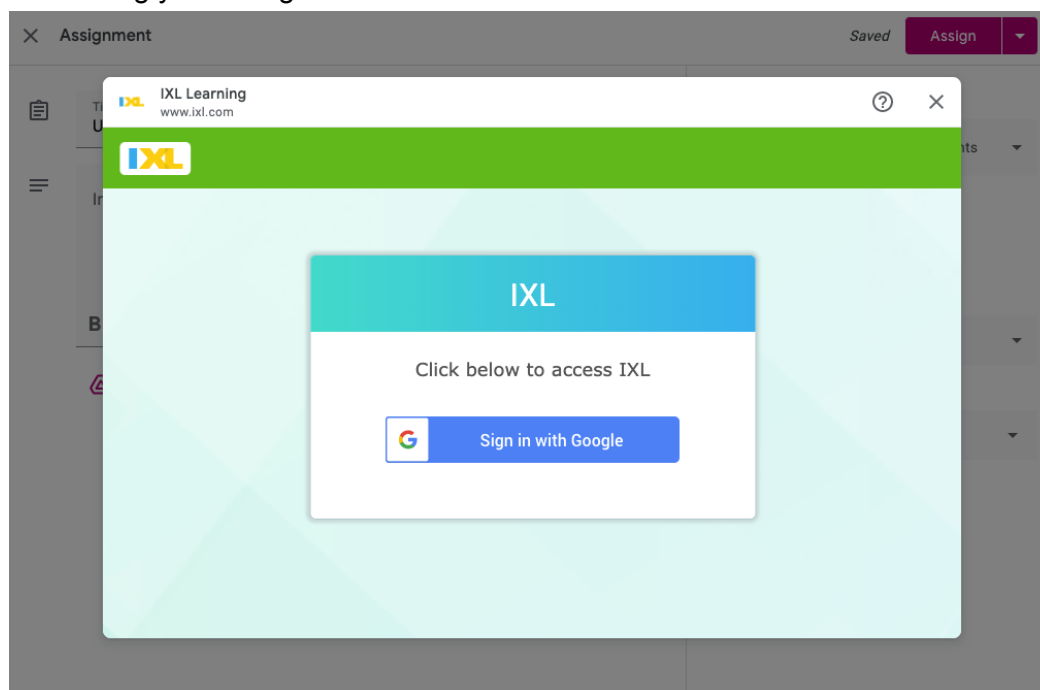 Assignment
Saved
Assign
IXL
IXL Learning
www.ixl.com
IXL
IXL
Click below to access IXL
G
Sign in with Google
B